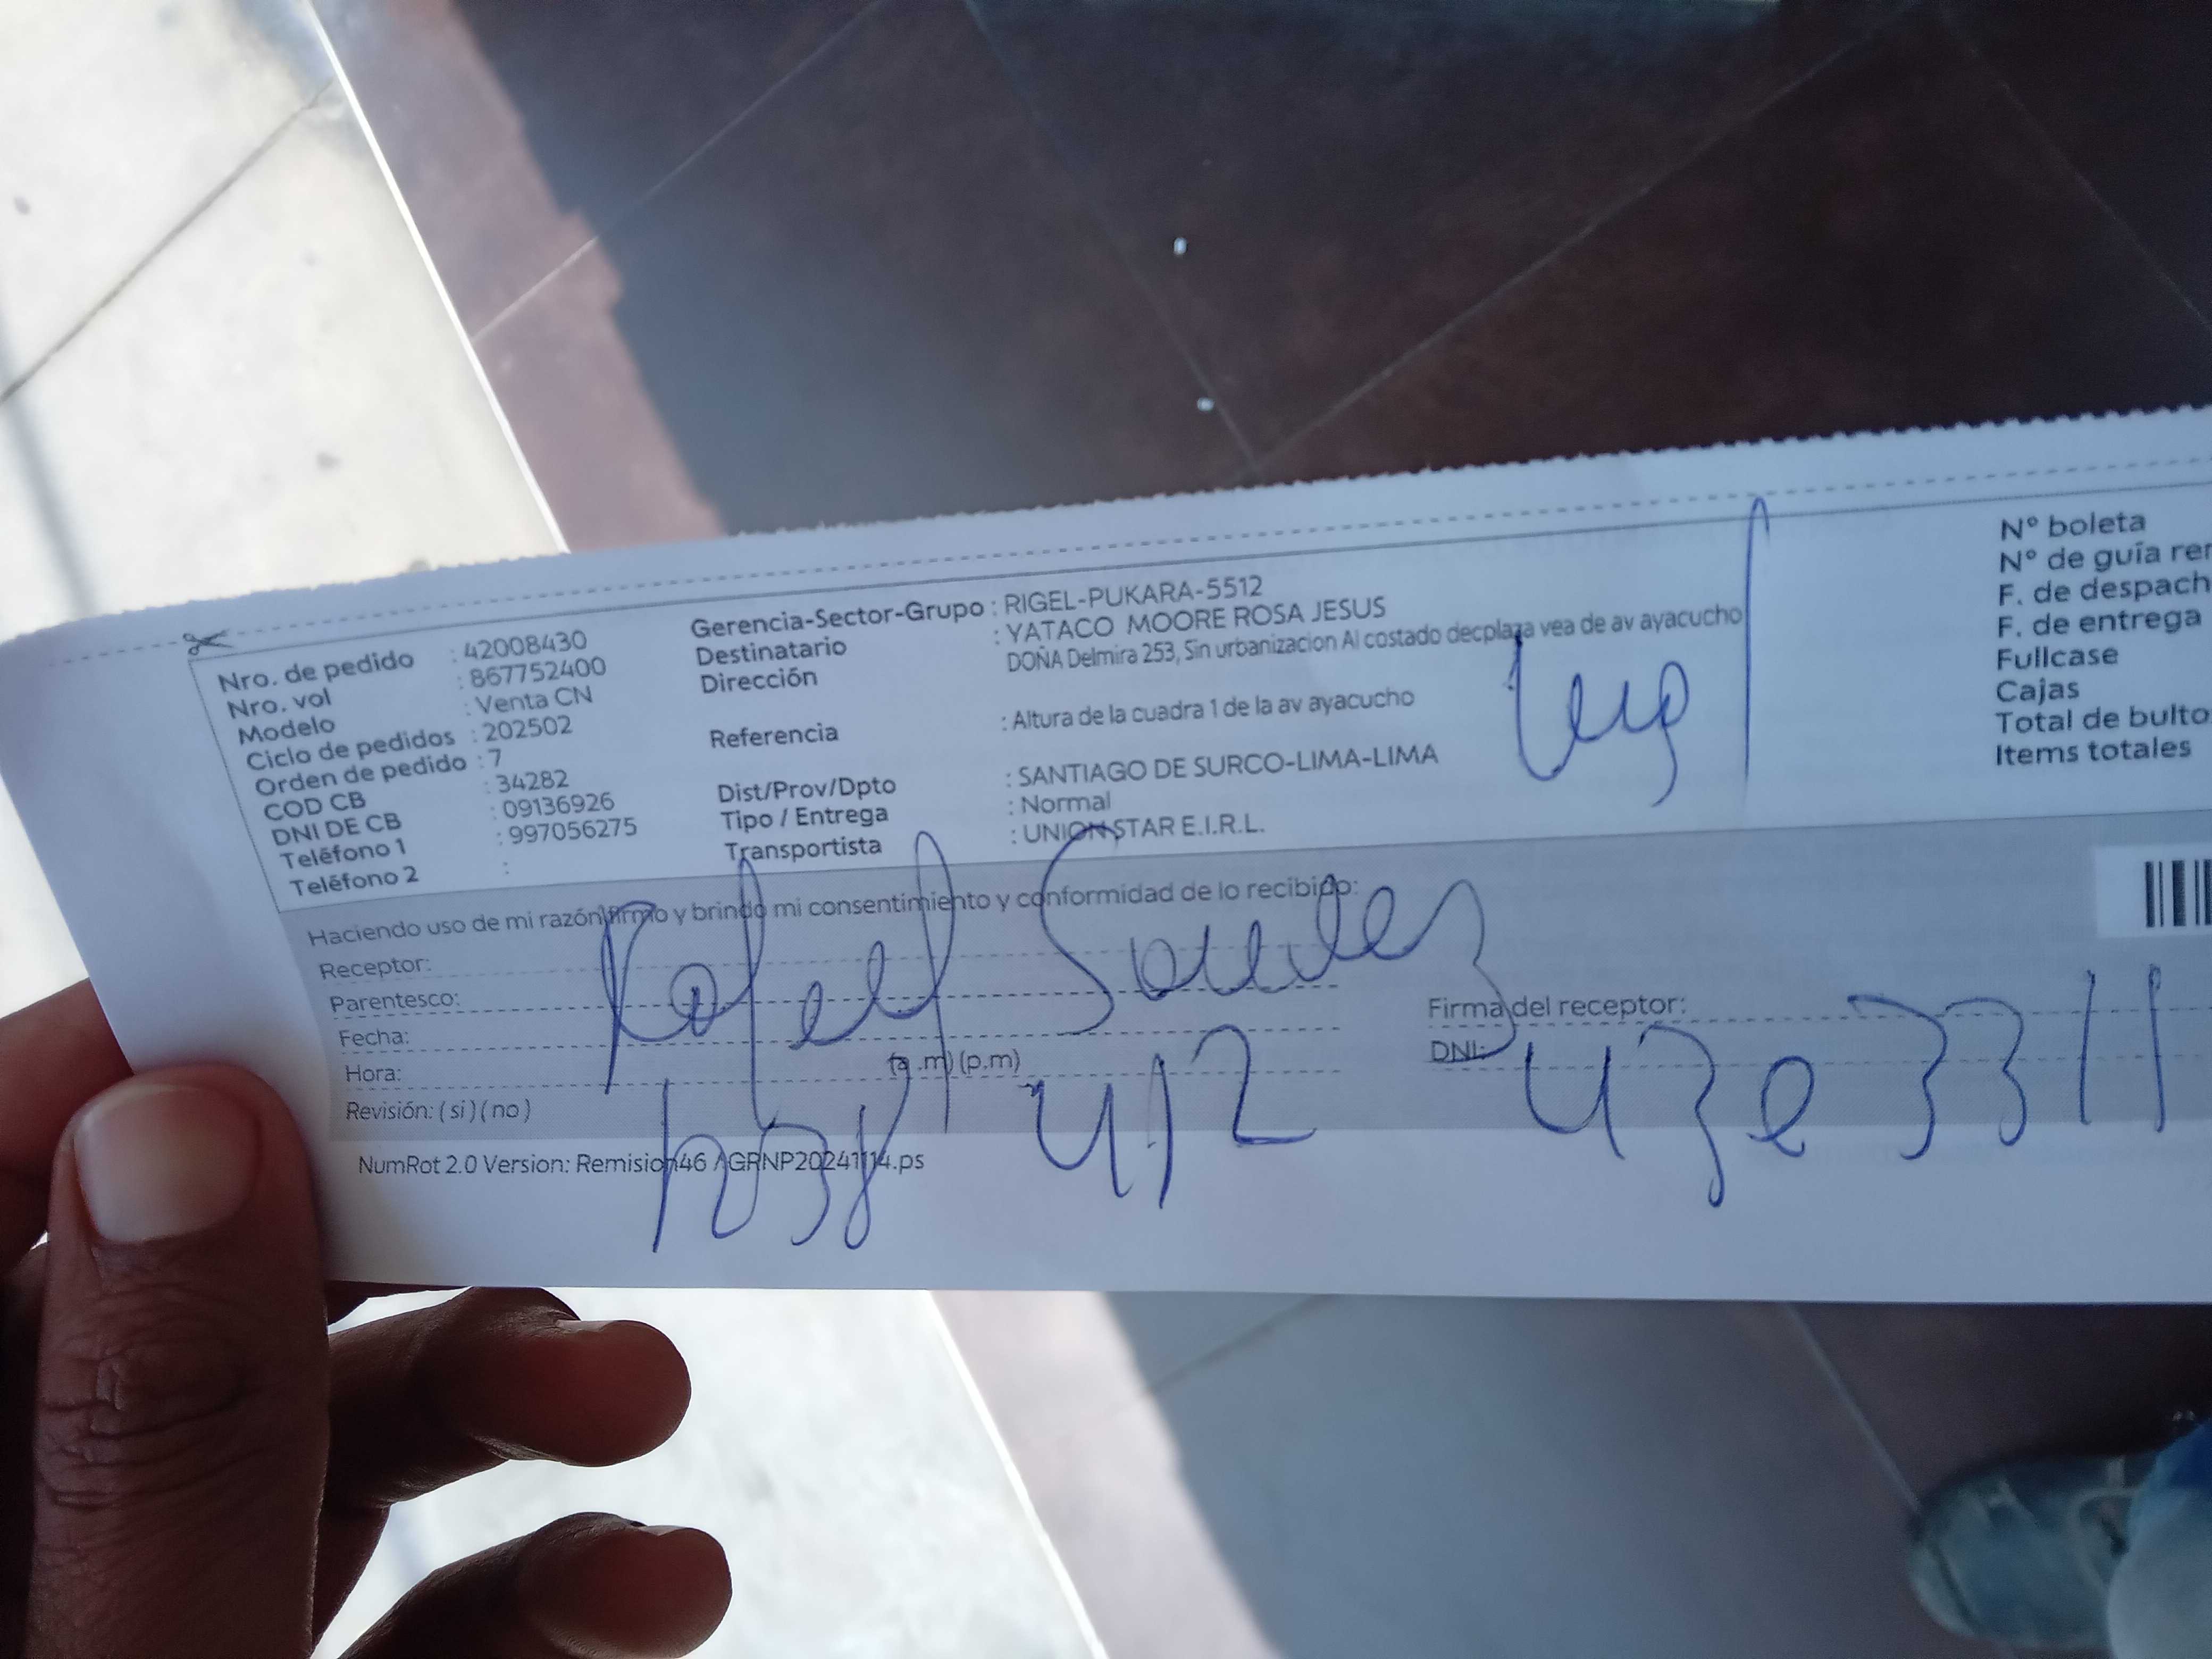 Nro. de pedido : 42008430
Nro. vol : 867752400
Modelo : Venta CN
Ciclo de pedidos : 202502
Orden de pedido : 7
COD CB : 34282
DNI DE CB : 09136926
Teléfono 1 : 997056275
Teléfono 2 :
Gerencia-Sector-Grupo : RIGEL-PUKARA-5512
Destinatario : YATACO MOORE ROSA JESUS
Dirección : DOÑA Delmira 253, Sin urbanizacion Al costado decplaza vea de av ayacucho
Referencia : Altura de la cuadra 1 de la av ayacucho
Dist/Prov/Dpto : SANTIAGO DE SURCO-LIMA-LIMA
Tipo / Entrega : Normal
Transportista : UNION STAR E.I.R.L.
Nº boleta
Nº de guía
F. de despach
F. de entrega
Fullcase
Cajas
Total de bulto
Items totales
Haciendo uso de mi razón firmo y brindo mi consentimiento y conformidad de lo recibido:
Receptor:
Parentesco:
Fecha:
Hora: (a .m) (p.m)
Revisión: ( si ) ( no )
Firma del receptor:
DNI:
NumRot 2.0 Version: Remision46 / GRNP20241114.ps